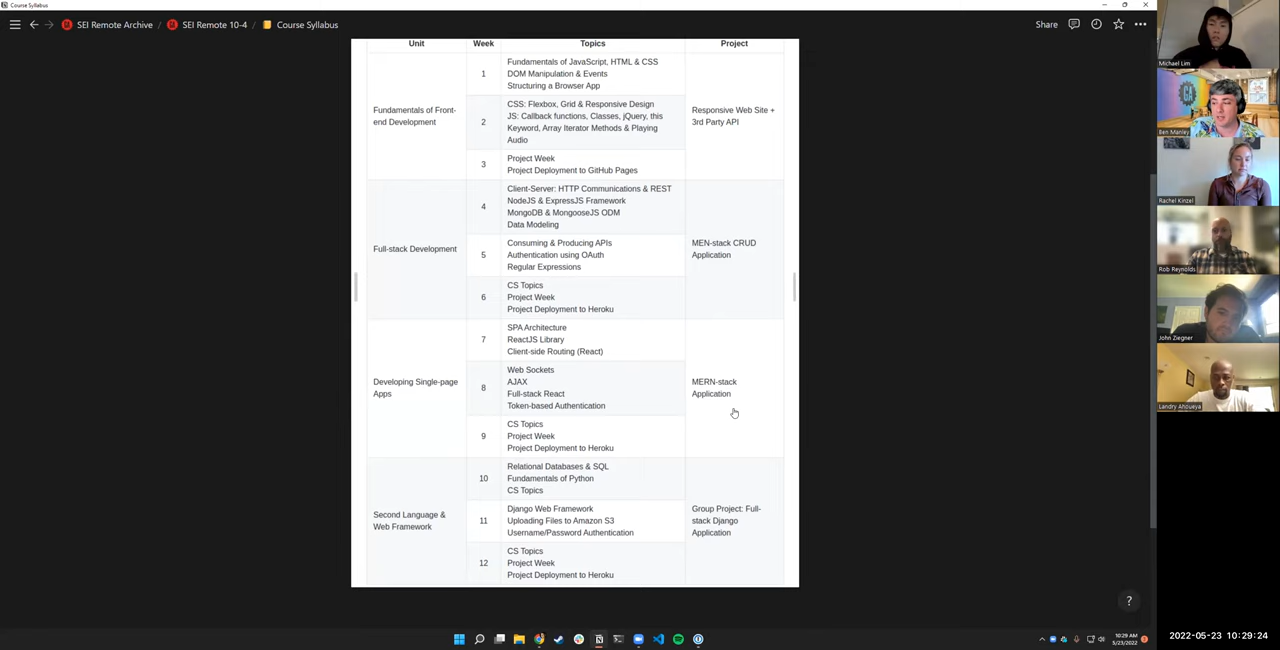 Course Syllabus
SEI Remote Archive / SEI Remote 10-4 / Course Syllabus
Share
Unit Week Topics Project
Fundamentals of Front-
end Development
1
Fundamentals of JavaScript, HTML & CSS
DOM Manipulation & Events
Structuring a Browser App
2
CSS: Flexbox, Grid & Responsive Design
JS: Callback functions, Classes, jQuery, this
Keyword, Array Iterator Methods & Playing
Audio
3
Project Week
Project Deployment to GitHub Pages
Responsive Web Site +
3rd Party API
Full-stack Development
4
Client-Server: HTTP Communications & REST
NodeJS & ExpressJS Framework
MongoDB & MongooseJS ODM
Data Modeling
5
Consuming & Producing APIs
Authentication using OAuth
Regular Expressions
6
CS Topics
Project Week
Project Deployment to Heroku
MEN-stack CRUD
Application
Developing Single-page
Apps
7
SPA Architecture
ReactJS Library
Client-side Routing (React)
8
Web Sockets
AJAX
Full-stack React
Token-based Authentication
9
CS Topics
Project Week
Project Deployment to Heroku
MERN-stack
Application
Second Language &
Web Framework
10
Relational Databases & SQL
Fundamentals of Python
CS Topics
11
Django Web Framework
Uploading Files to Amazon S3
Username/Password Authentication
12
CS Topics
Project Week
Project Deployment to Heroku
Group Project: Full-
stack Django
Application
?
Michael Lim
GA
Ben Manley
Rachel Kinzel
Rob Reynolds
John Ziegner
Landry Ahoueya
10:29 AM
5/23/2022
2022-05-23 10:29:24